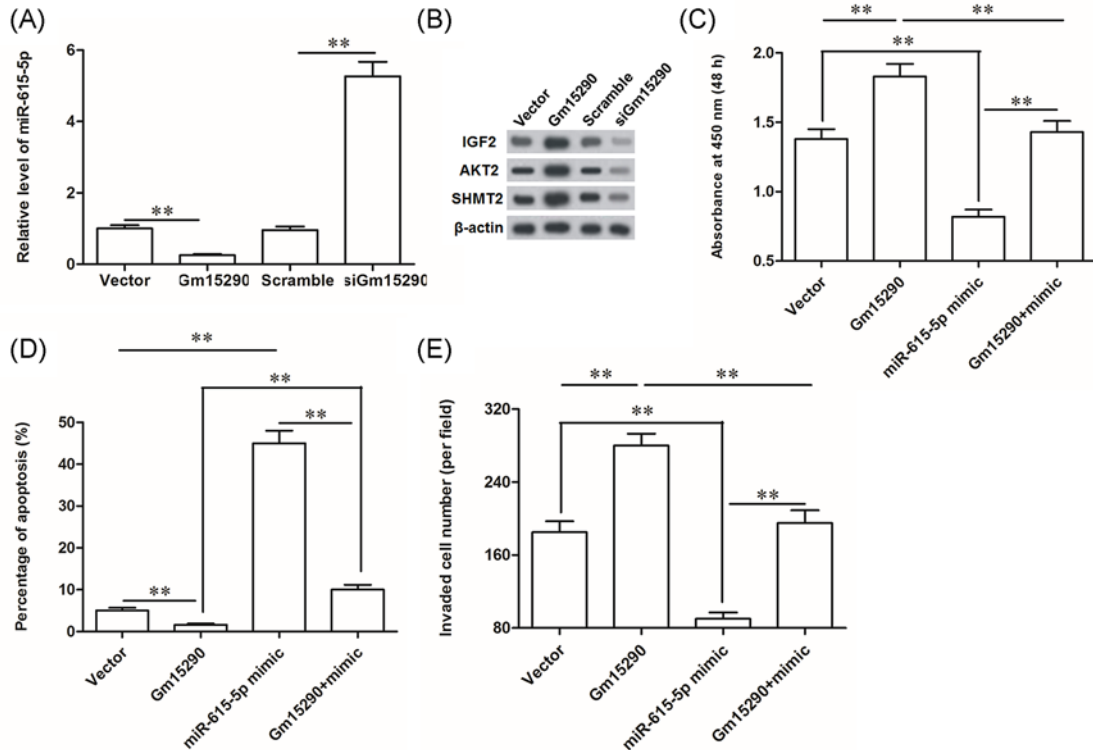 (A)
Relative level of miR-615-5p
6
4
2
0
**
**
Vector
Gm15290
Scramble
siGm15290
(B)
Vector
Gm15290
Scramble
siGm15290
IGF2
AKT2
SHMT2
β-actin
(C)
Absorbance at 450 nm (48 h)
2.0
1.5
1.0
0.5
**
**
**
**
Vector
Gm15290
miR-615-5p mimic
Gm15290+mimic
(D)
Percentage of apoptosis (%)
50
40
30
20
10
0
**
**
**
**
Vector
Gm15290
miR-615-5p mimic
Gm15290+mimic
(E)
Invaded cell number (per field)
320
240
160
80
**
**
**
**
Vector
Gm15290
miR-615-5p mimic
Gm15290+mimic